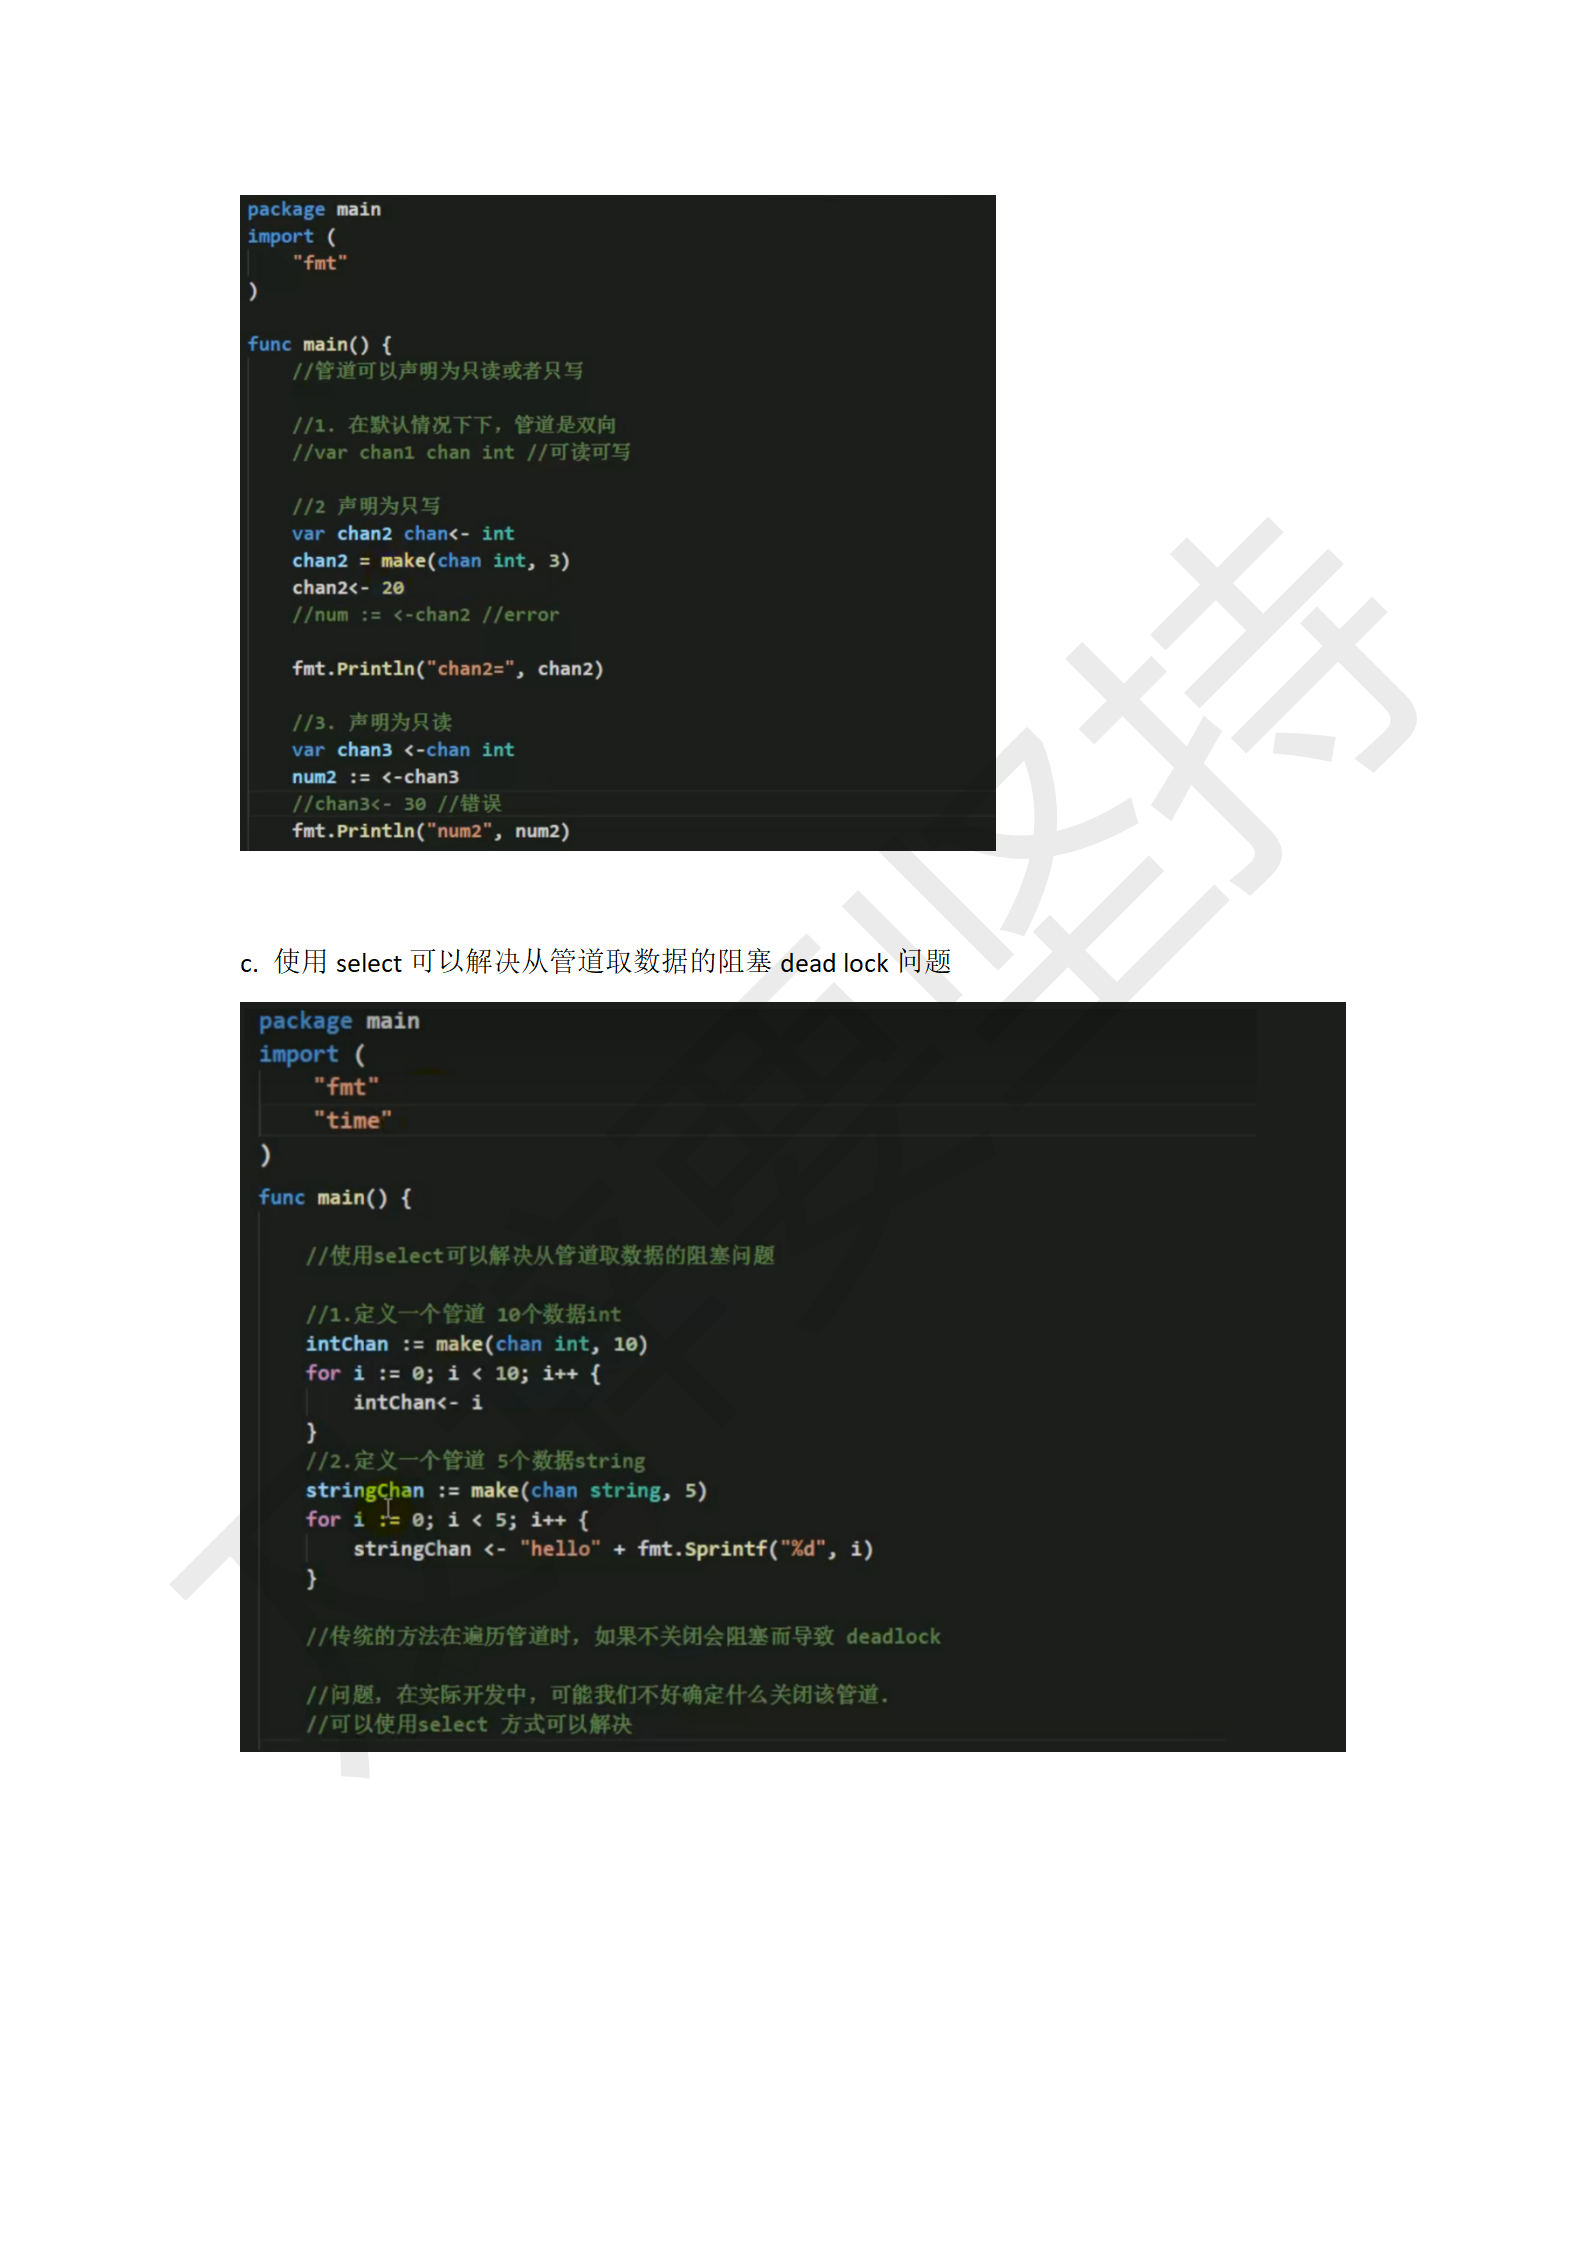 package main
import (
"fmt"
)
func main() {
//管道可以声明为只读或者只写
//1. 在默认情况下下，管道是双向
//var chan1 chan int //可读可写
//2 声明为只写
var chan2 chan<- int
chan2 = make(chan int, 3)
chan2<- 20
//num := <-chan2 //error
fmt.Println("chan2=", chan2)
//3. 声明为只读
var chan3 <-chan int
num2 := <-chan3
//chan3<- 30 //错误
fmt.Println("num2", num2)
c. 使用 select 可以解决从管道取数据的阻塞 dead lock 问题
package main
import (
"fmt"
"time"
)
func main() {
//使用select可以解决从管道取数据的阻塞问题
//1.定义一个管道 10个数据int
intChan := make(chan int, 10)
for i := 0; i < 10; i++ {
intChan<- i
}
//2.定义一个管道 5个数据string
stringChan := make(chan string, 5)
for i := 0; i < 5; i++ {
stringChan <- "hello" + fmt.Sprintf("%d", i)
}
//传统的方法在遍历管道时，如果不关闭会阻塞而导致 deadlock
//问题，在实际开发中，可能我们不好确定什么关闭该管道.
//可以使用select 方式可以解决